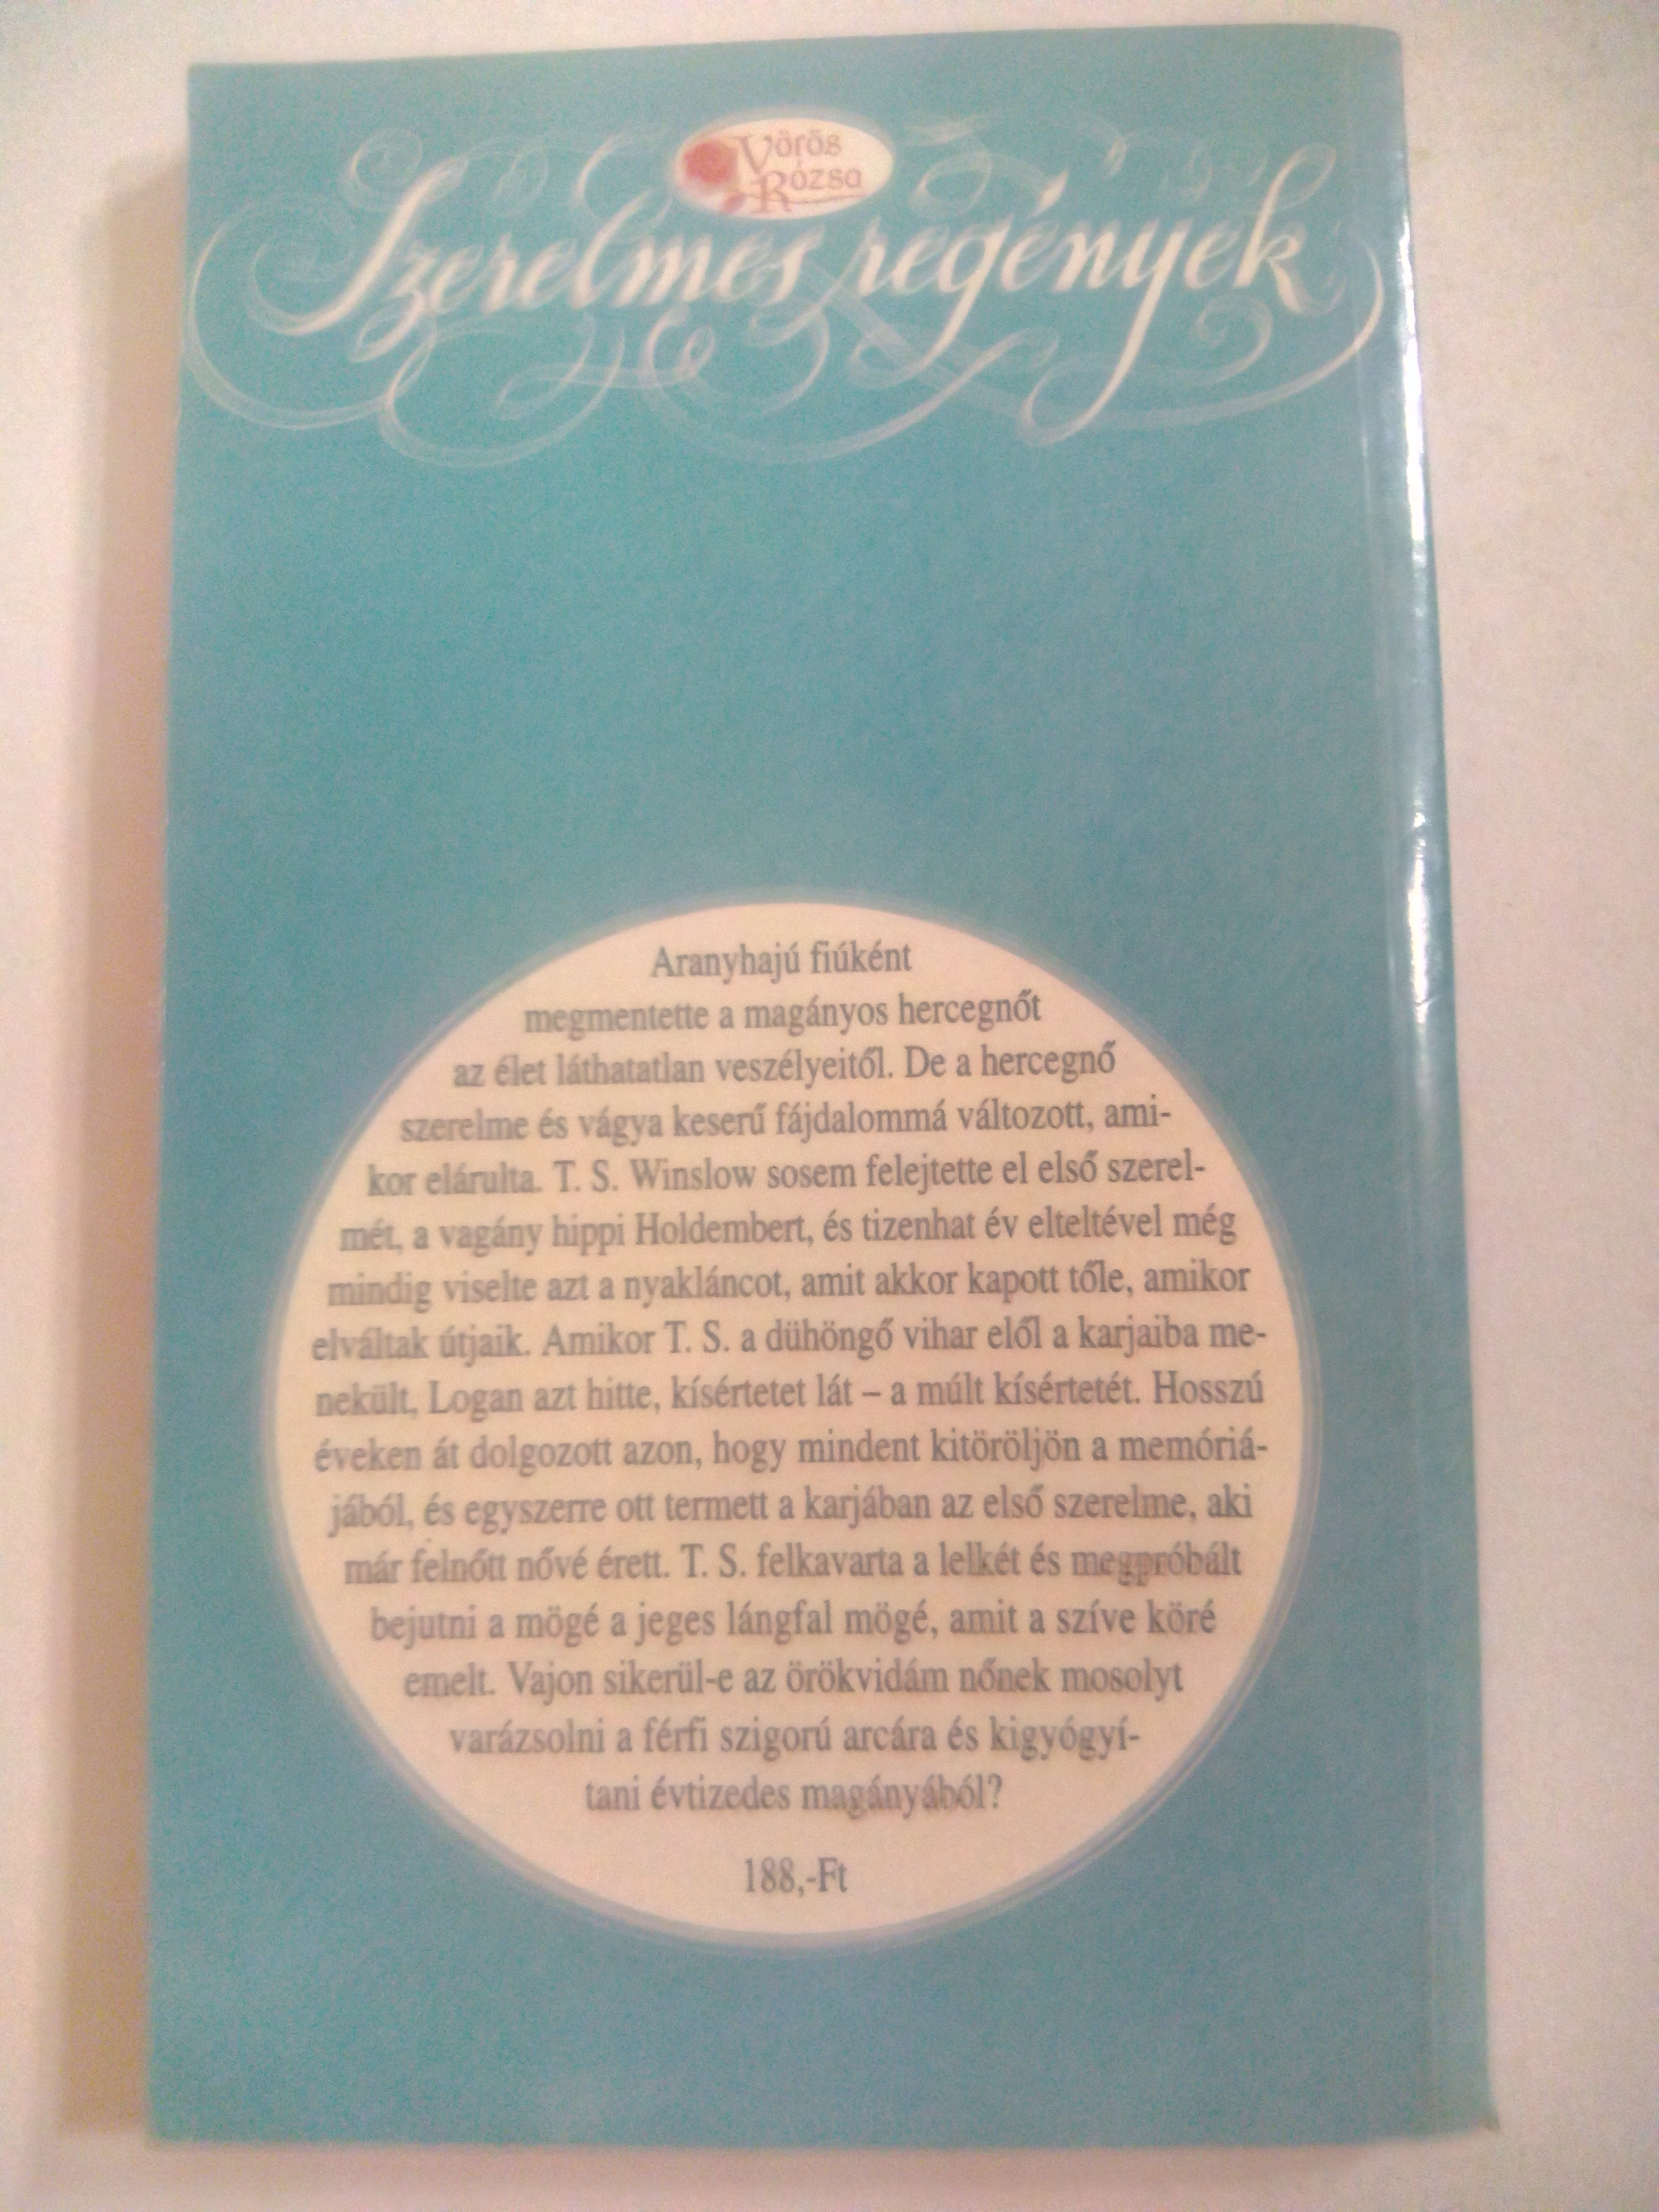 Vörös
Rózsa
Szerelmes regények
Aranyhajú fiúként
megmentette a magányos hercegnőt
az élet láthatatlan veszélyeitől. De a hercegnő
szerelme és vágya keserű fájdalommá változott, ami-
kor elárulta. T. S. Winslow sosem felejtette el első szerel-
mét, a vagány hippi Holdembert, és tizenhat év elteltével még
mindig viselte azt a nyakláncot, amit akkor kapott tőle, amikor
elváltak útjaik. Amikor T. S. a dühöngő vihar elől a karjaiba me-
nekült, Logan azt hitte, kísértetet lát – a múlt kísértetét. Hosszú
éveken át dolgozott azon, hogy mindent kitöröljön a memóriá-
jából, és egyszerre ott termett a karjában az első szerelme, aki
már felnőtt nővé érett. T. S. felkavarta a lelkét és megpróbált
bejutni a mögé a jeges lángfal mögé, amit a szíve köré
emelt. Vajon sikerül-e az örökvidám nőnek mosolyt
varázsolni a férfi szigorú arcára és kigyógyí-
tani évtizedes magányából?
188,-Ft